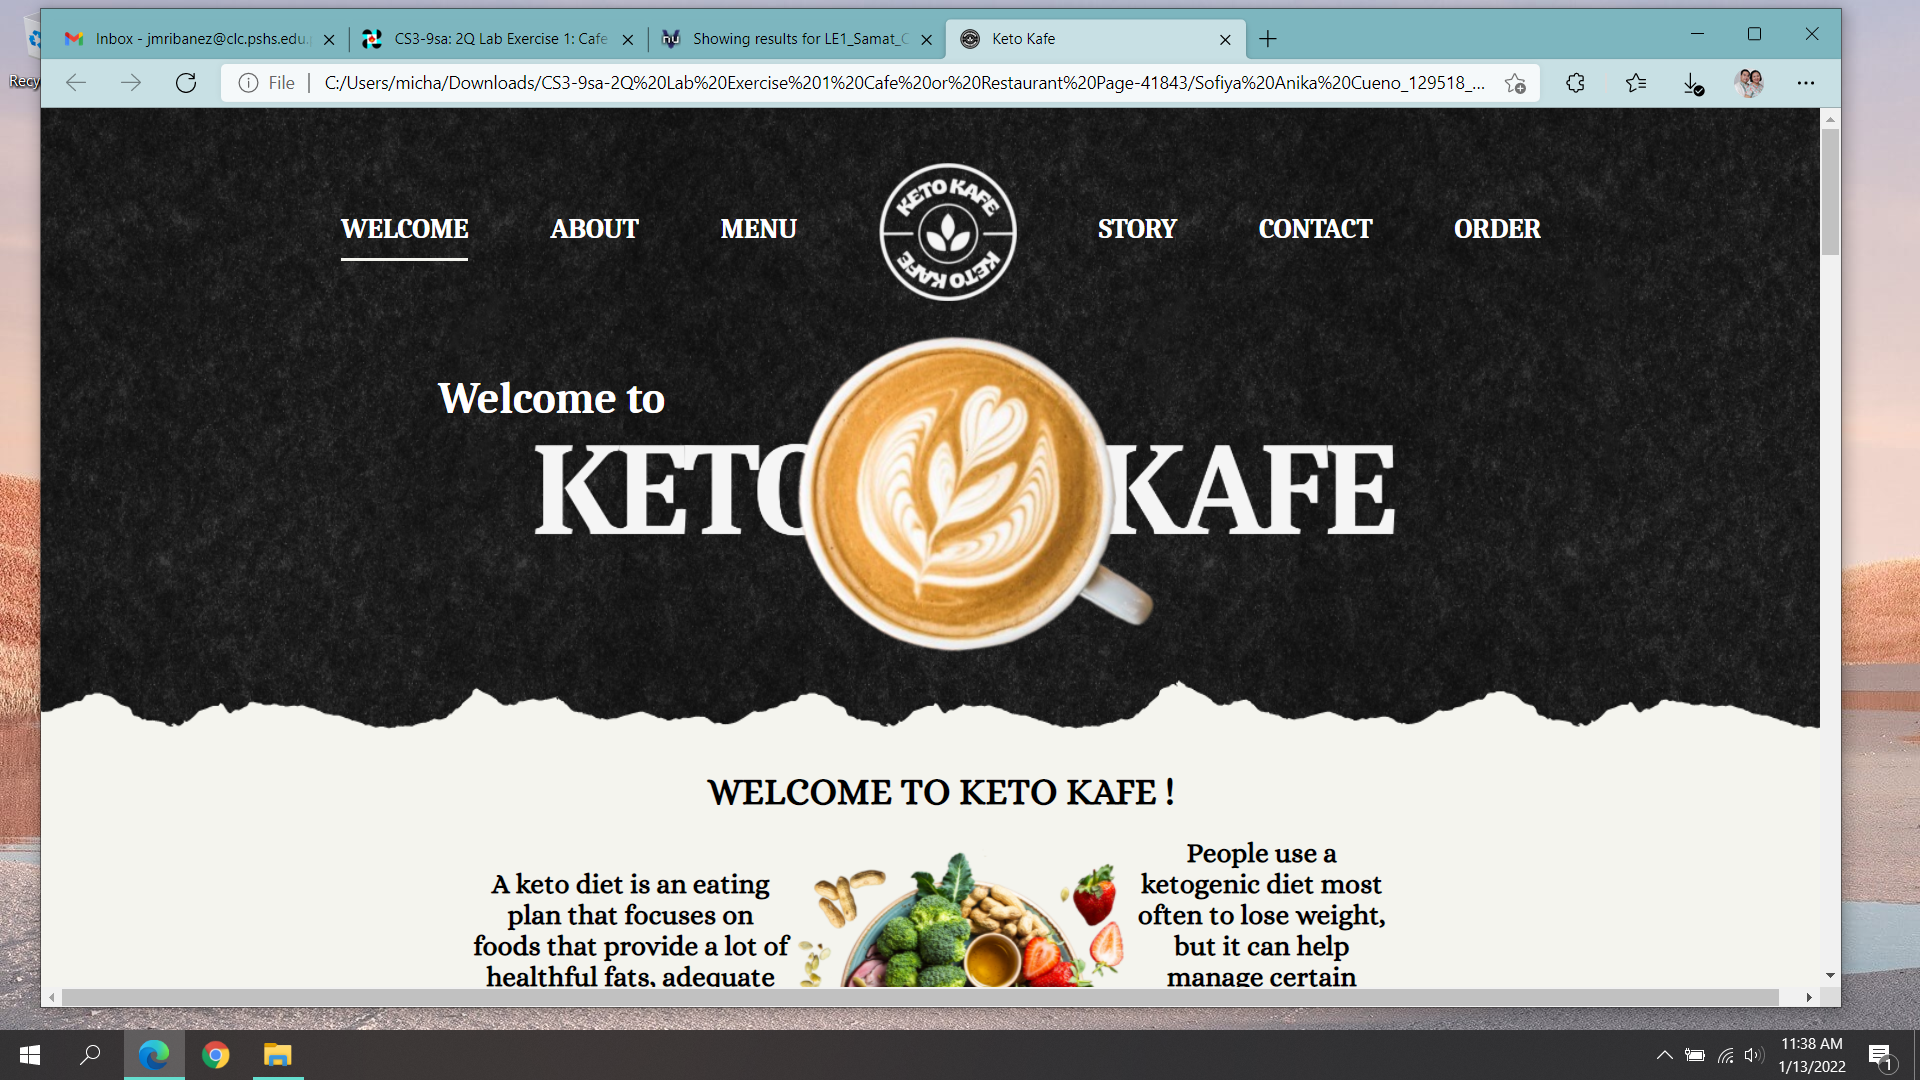 Inbox - jmribanez@clc.pshs.edu.
CS3-9sa: 2Q Lab Exercise 1: Cafe
Showing results for LE1_Samat_C
Keto Kafe
File
C:/Users/micha/Downloads/CS3-9sa-2Q%20Lab%20Exercise%201%20Cafe%20or%20Restaurant%20Page-41843/Sofiya%20Anika%20Cueno_129518_...
Recy
WELCOME
ABOUT
MENU
KETO KAFE
KETO KAFE
STORY
CONTACT
ORDER
Welcome to
KETO KAFE
WELCOME TO KETO KAFE !
A keto diet is an eating
plan that focuses on
foods that provide a lot of
healthful fats, adequate
People use a
ketogenic diet most
often to lose weight,
but it can help
manage certain
11:38 AM
1/13/2022
1